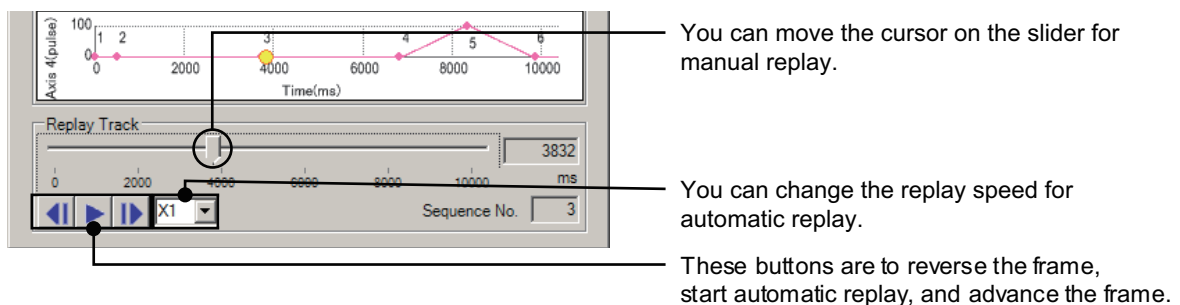 Axis 4(pulse)
100
1 2 3 4 5 6
0
0 2000 4000 6000 8000 10000
Time(ms)
You can move the cursor on the slider for
manual replay.
Replay Track
3832
0 2000 4000 6000 8000 10000 ms
X1
Sequence No. 3
You can change the replay speed for
automatic replay.
These buttons are to reverse the frame,
start automatic replay, and advance the frame.